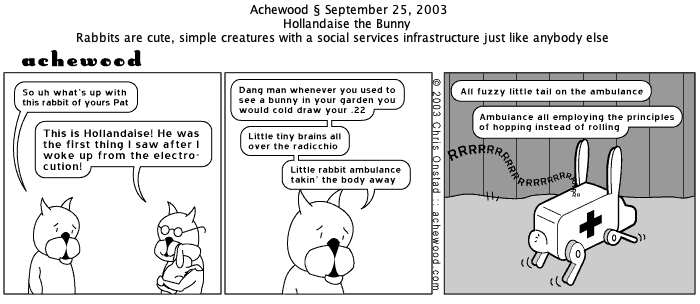 Achewood § September 25, 2003
Hollandaise the Bunny
Rabbits are cute, simple creatures with a social services infrastructure just like anybody else
achewood
So uh what's up with
this rabbit of yours Pat
This is Hollandaise! He was
the first thing I saw after I
woke up from the electro-
cution!
Dang man whenever you used to
see a bunny in your garden you
would cold draw your .22
Little tiny brains all
over the radicchio
Little rabbit ambulance
takin' the body away
© 2003 Chris Onstad :: achewood.com
All fuzzy little tail on the ambulance
Ambulance all employing the principles
of hopping instead of rolling
RRRRRRRRRRRRRRRRRR